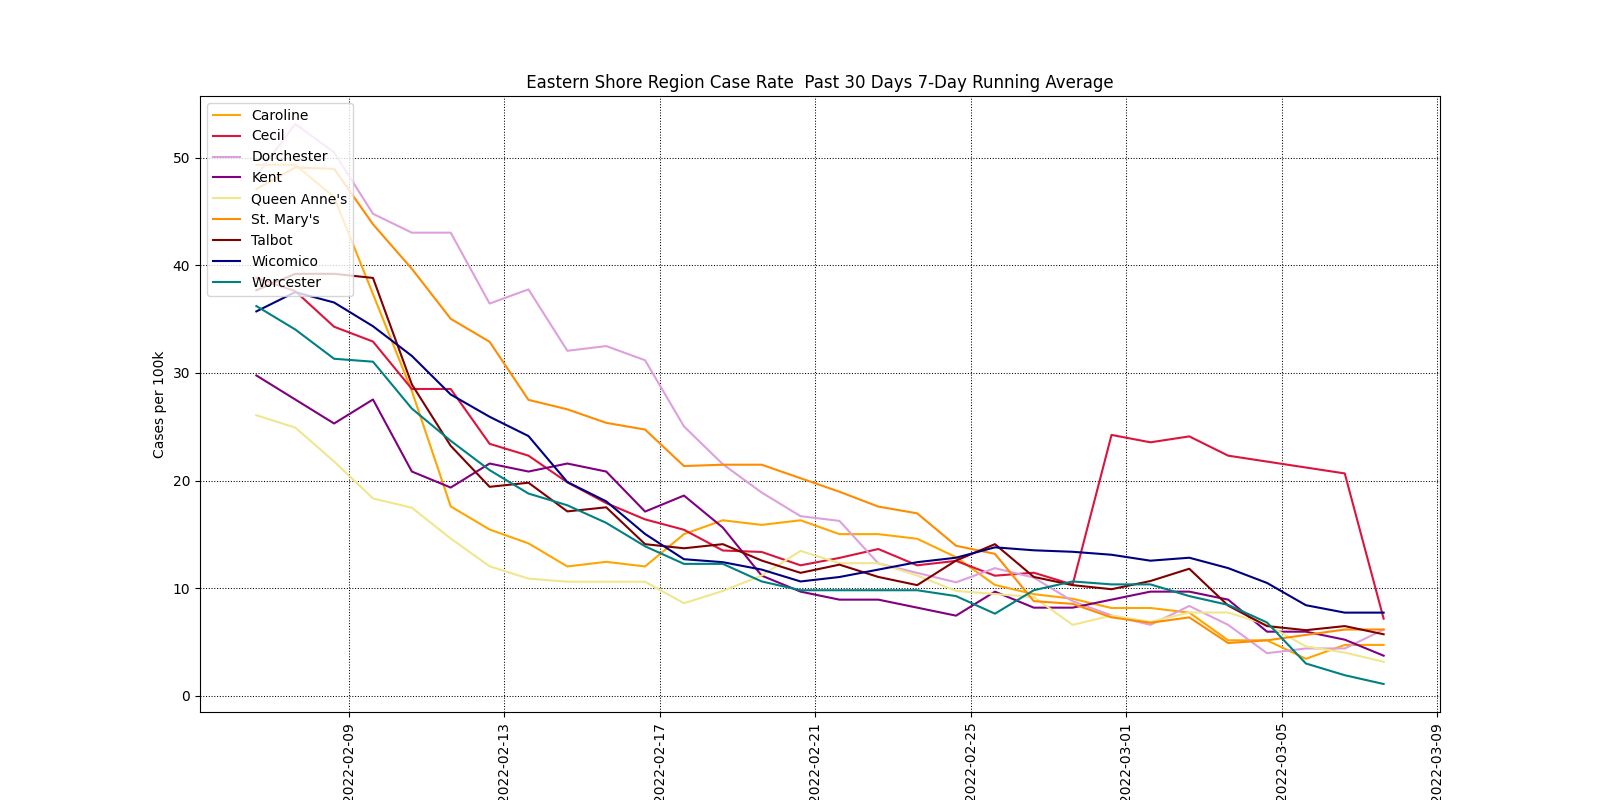 Eastern Shore Region Case Rate  Past 30 Days 7-Day Running Average
Caroline
Cecil
Dorchester
Kent
Queen Anne's
St. Mary's
Talbot
Wicomico
Worcester
Cases per 100k
50
40
30
20
10
0
2022-02-09
2022-02-13
2022-02-17
2022-02-21
2022-02-25
2022-03-01
2022-03-05
2022-03-09